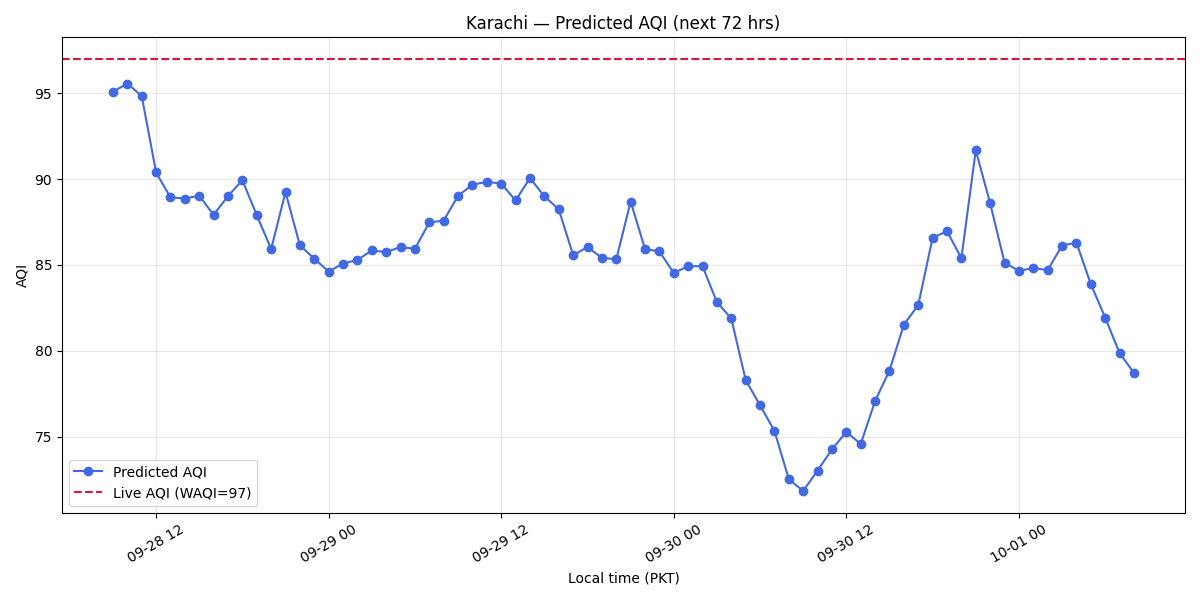 Karachi — Predicted AQI (next 72 hrs)
AQI
95
90
85
80
75
Predicted AQI
Live AQI (WAQI=97)
09-28 12
09-29 00
09-29 12
09-30 00
09-30 12
10-01 00
Local time (PKT)